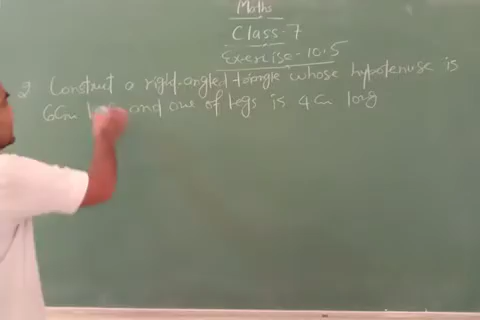 Maths
Class-7
Exercise-10.5
2 Construct a right-angled triangle whose hypotenuse is
6Cm and one of legs is 4Cm long